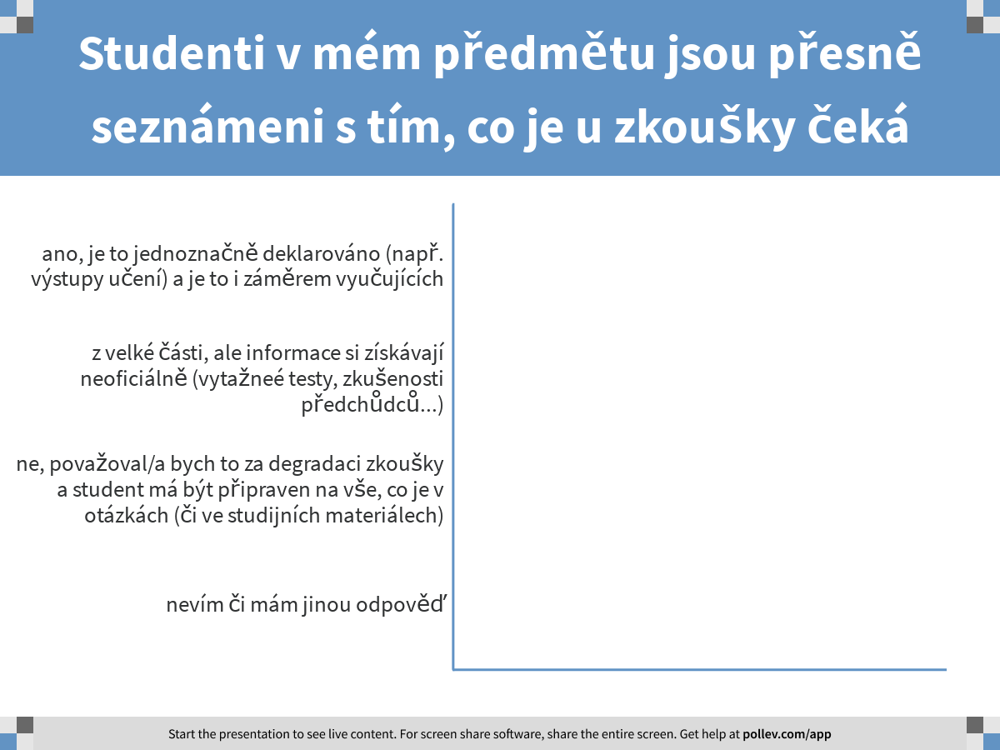 Studenti v mém předmětu jsou přesně
seznámeni s tím, co je u zkoušky čeká
ano, je to jednoznačně deklarováno (např.
výstupy učení) a je to i záměrem vyučujících
z velké části, ale informace si získávají
neoficiálně (vytažneé testy, zkušenosti
předchůdců...)
ne, považoval/a bych to za degradaci zkoušky
a student má být připraven na vše, co je v
otázkách (či ve studijních materiálech)
nevím či mám jinou odpověď
Start the presentation to see live content. For screen share software, share the entire screen. Get help at pollev.com/app